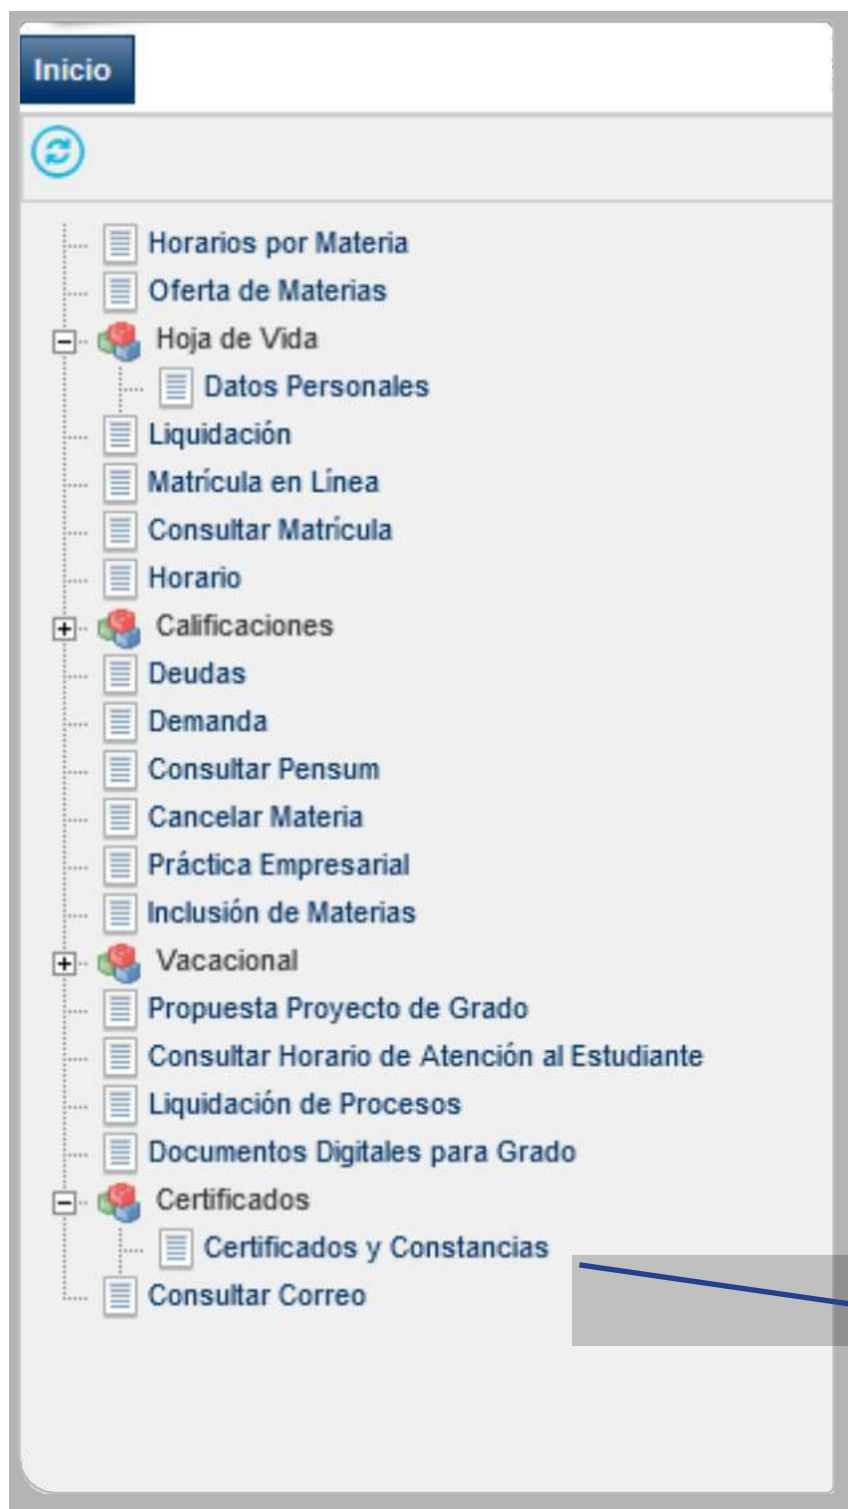 Inicio
Horarios por Materia
Oferta de Materias
Hoja de Vida
Datos Personales
Liquidación
Matrícula en Línea
Consultar Matrícula
Horario
Calificaciones
Deudas
Demanda
Consultar Pensum
Cancelar Materia
Práctica Empresarial
Inclusión de Materias
Vacacional
Propuesta Proyecto de Grado
Consultar Horario de Atención al Estudiante
Liquidación de Procesos
Documentos Digitales para Grado
Certificados
Certificados y Constancias
Consultar Correo